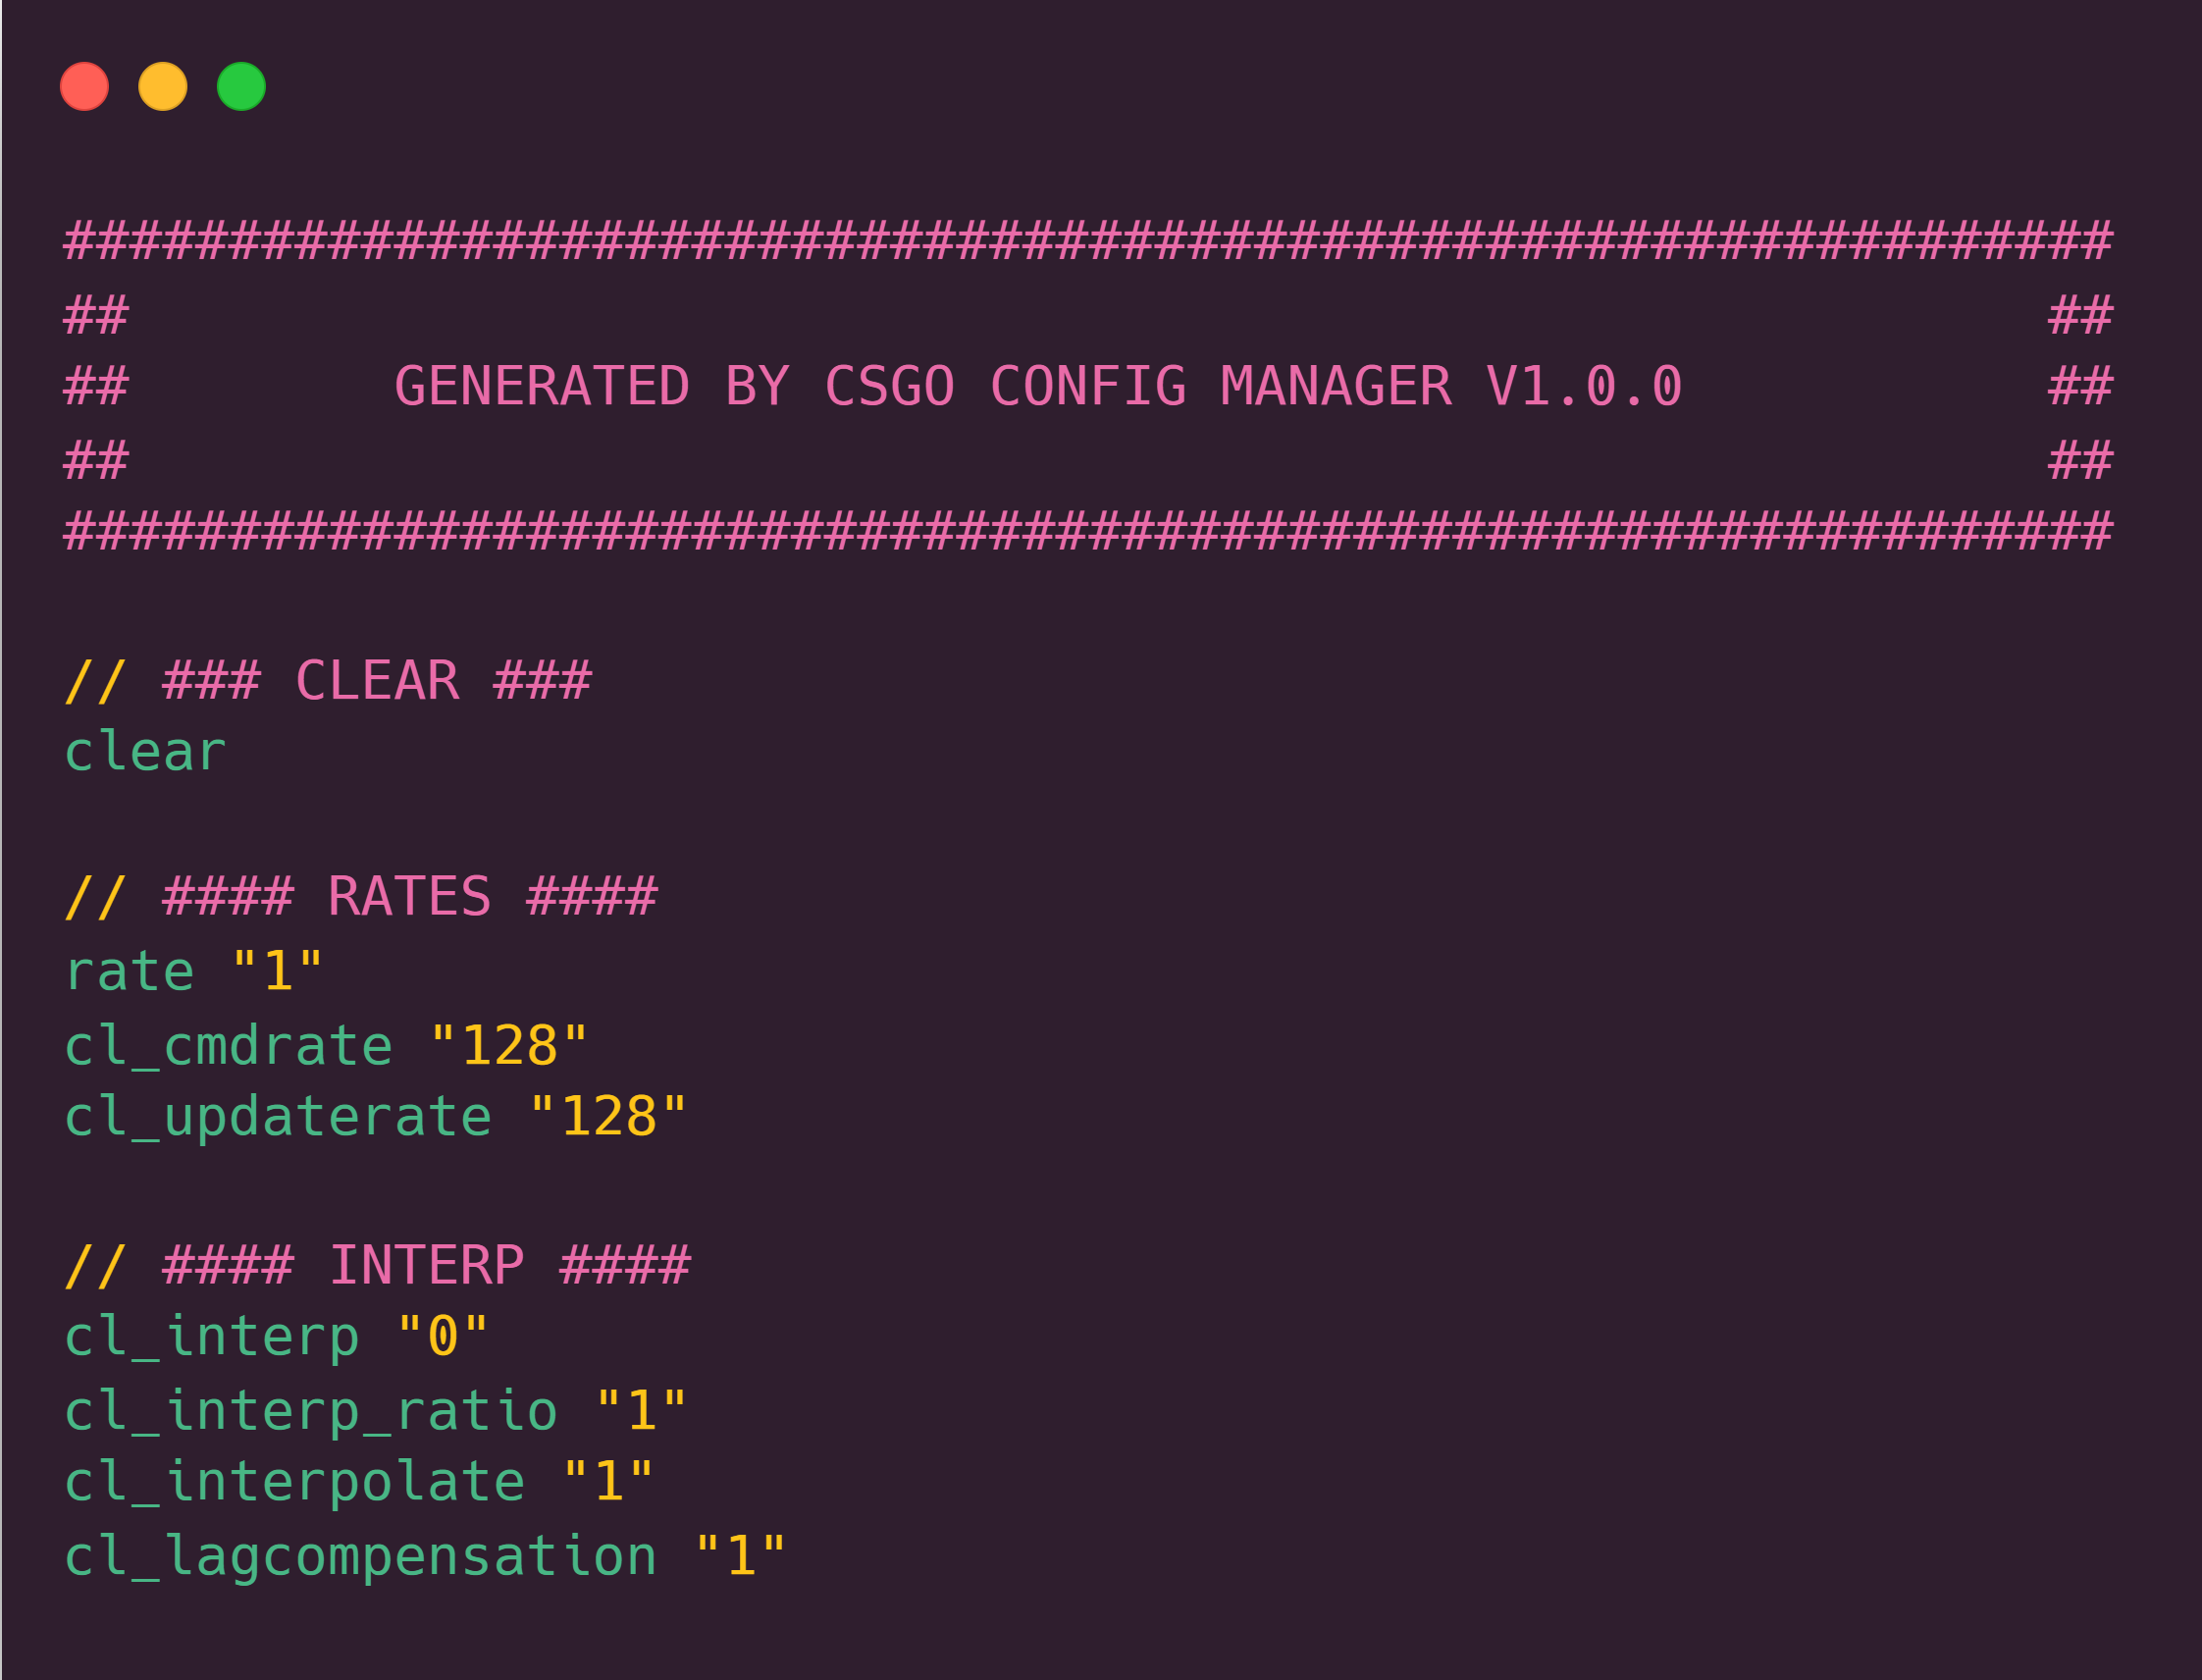 ##############################################################
##                                                          ##
##        GENERATED BY CSGO CONFIG MANAGER V1.0.0           ##
##                                                          ##
##############################################################
// ### CLEAR ###
clear
// #### RATES ####
rate "1"
cl_cmdrate "128"
cl_updaterate "128"
// #### INTERP ####
cl_interp "0"
cl_interp_ratio "1"
cl_interpolate "1"
cl_lagcompensation "1"